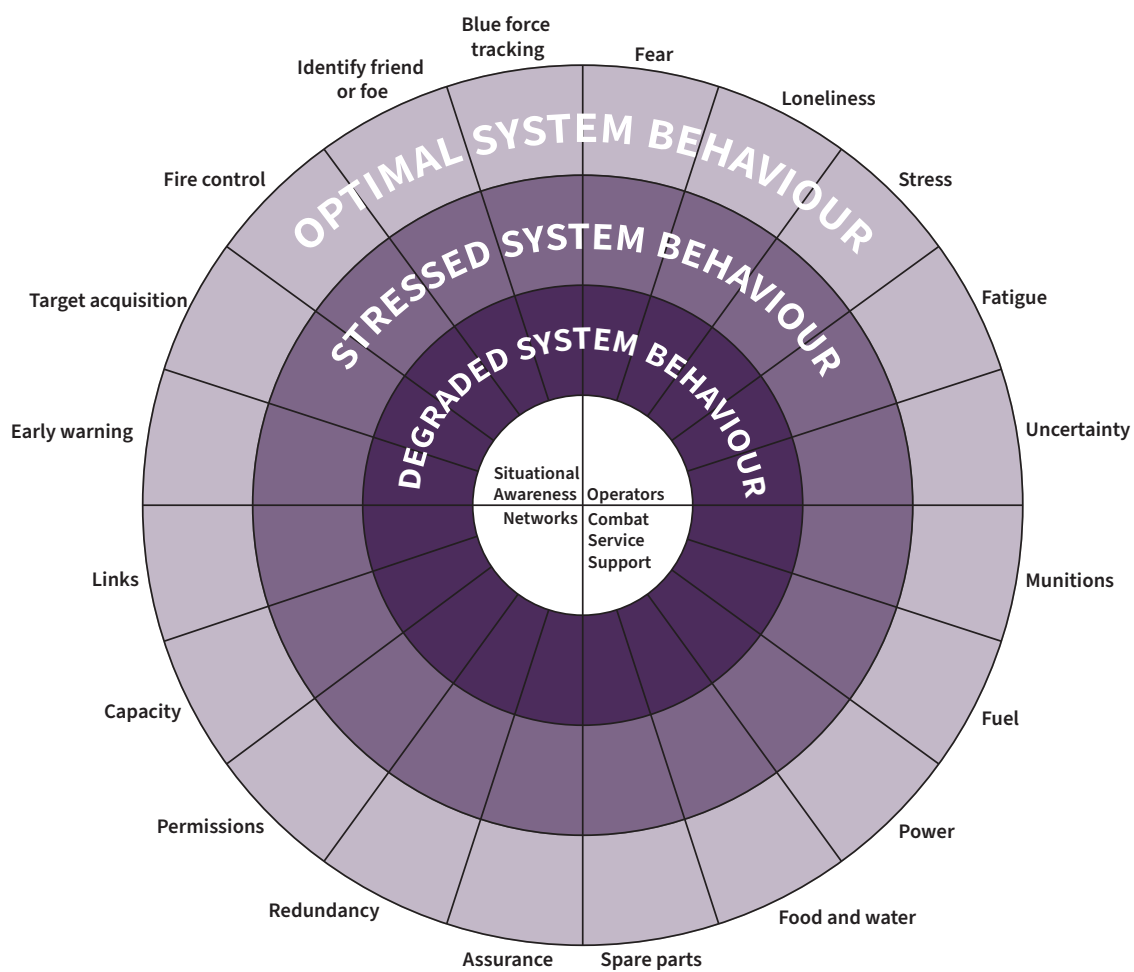 Blue force
tracking
Fear
Identify friend
or foe
Loneliness
Fire control
Stress
Target acquisition
Fatigue
Early warning
Uncertainty
OPTIMAL SYSTEM BEHAVIOUR
STRESSED SYSTEM BEHAVIOUR
DEGRADED SYSTEM BEHAVIOUR
Situational
Awareness
Operators
Networks
Combat
Service
Support
Links
Munitions
Capacity
Fuel
Permissions
Power
Redundancy
Food and water
Assurance
Spare parts